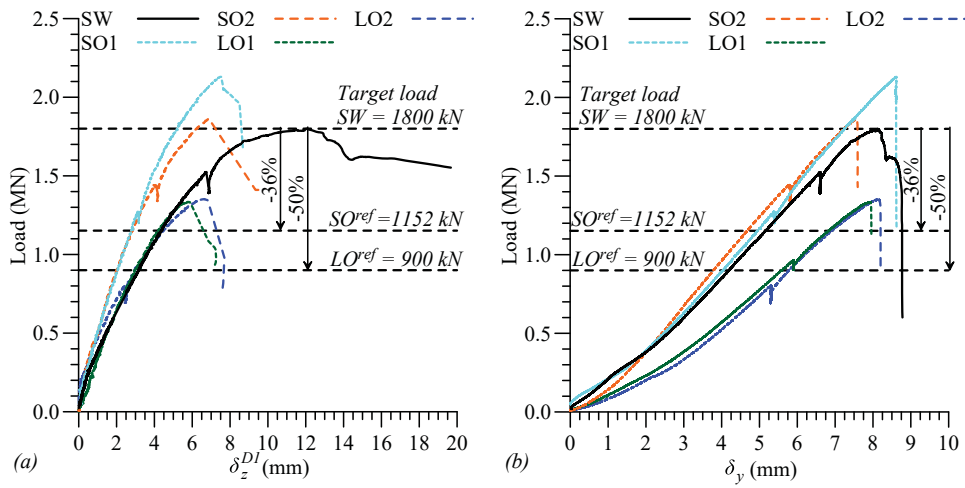 SW SO2 LO2
SO1 LO1
2.5
2.0
1.5
1.0
0.5
0.0
Load (MN)
Target load
SW = 1800 kN
-36%
-50%
SO^ref =1152 kN
LO^ref = 900 kN
0 2 4 6 8 10 12 14 16 18 20
(a) δ_z^D1 (mm)
SW SO2 LO2
SO1 LO1
2.5
2.0
1.5
1.0
0.5
0.0
Load (MN)
Target load
SW = 1800 kN
-36%
-50%
SO^ref =1152 kN
LO^ref = 900 kN
0 1 2 3 4 5 6 7 8 9 10
(b) δ_y (mm)